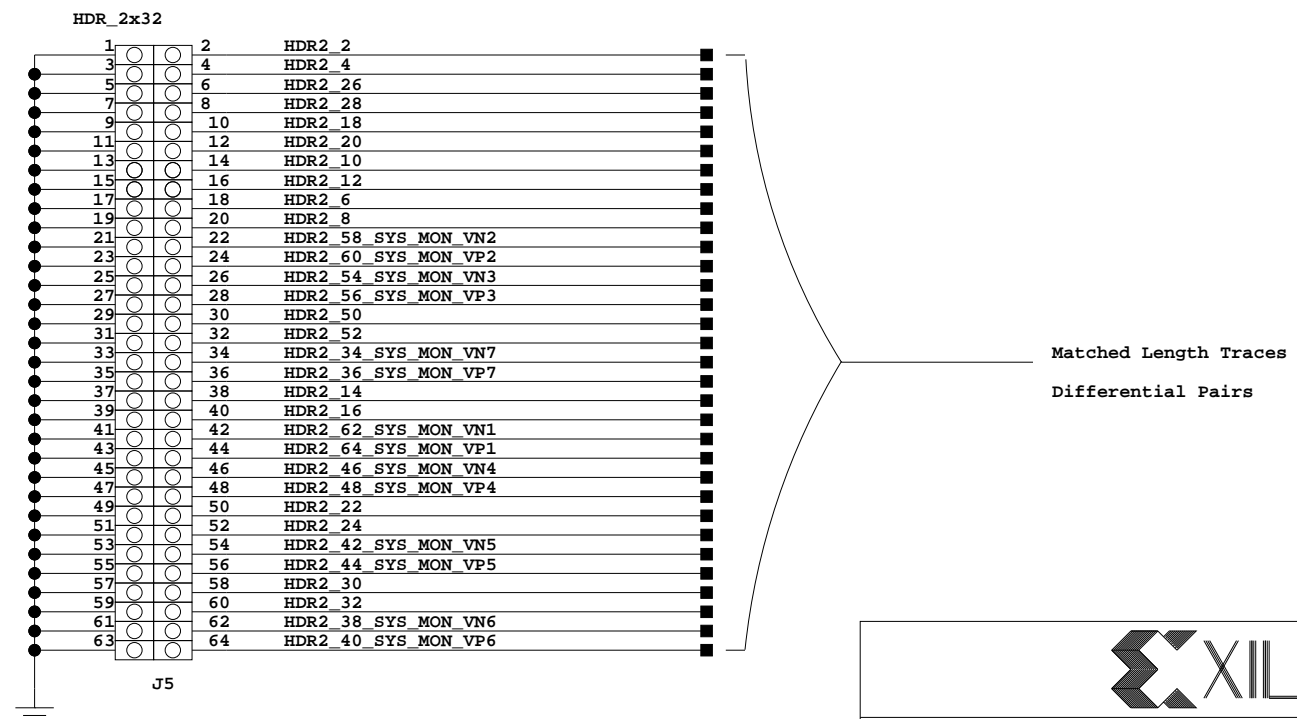 HDR_2x32
1 2 HDR2_2
3 4 HDR2_4
5 6 HDR2_26
7 8 HDR2_28
9 10 HDR2_18
11 12 HDR2_20
13 14 HDR2_10
15 16 HDR2_12
17 18 HDR2_6
19 20 HDR2_8
21 22 HDR2_58_SYS_MON_VN2
23 24 HDR2_60_SYS_MON_VP2
25 26 HDR2_54_SYS_MON_VN3
27 28 HDR2_56_SYS_MON_VP3
29 30 HDR2_50
31 32 HDR2_52
33 34 HDR2_34_SYS_MON_VN7
35 36 HDR2_36_SYS_MON_VP7
37 38 HDR2_14
39 40 HDR2_16
41 42 HDR2_62_SYS_MON_VN1
43 44 HDR2_64_SYS_MON_VP1
45 46 HDR2_46_SYS_MON_VN4
47 48 HDR2_48_SYS_MON_VP4
49 50 HDR2_22
51 52 HDR2_24
53 54 HDR2_42_SYS_MON_VN5
55 56 HDR2_44_SYS_MON_VP5
57 58 HDR2_30
59 60 HDR2_32
61 62 HDR2_38_SYS_MON_VN6
63 64 HDR2_40_SYS_MON_VP6
J5
Matched Length Traces
Differential Pairs
XIL